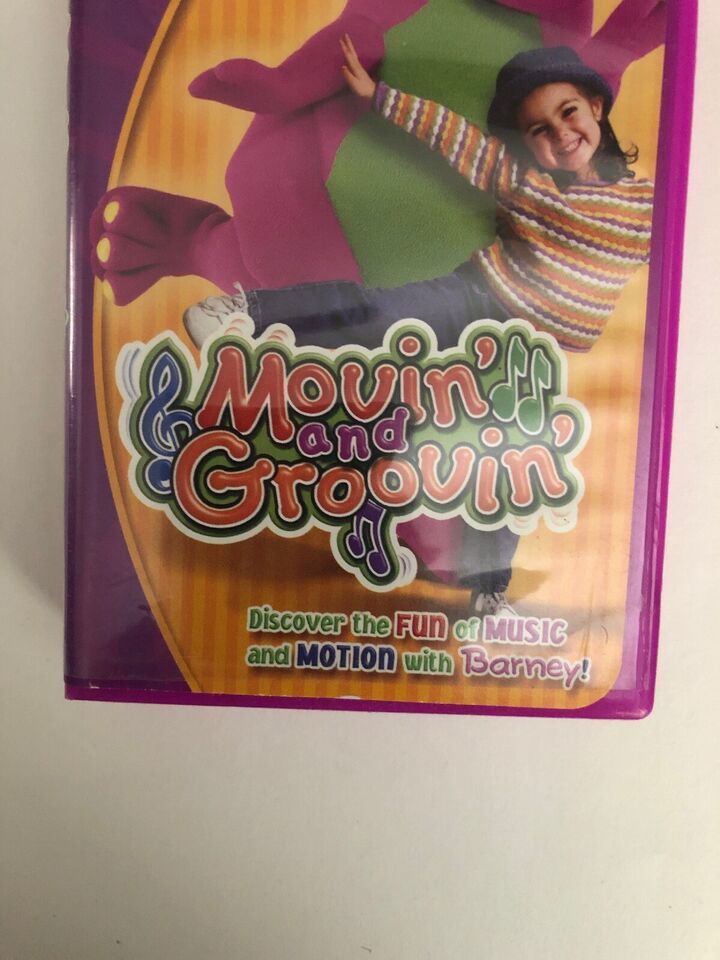 Movin'
and
Groovin'
Discover the FUN of MUSIC
and MOTION with Barney!